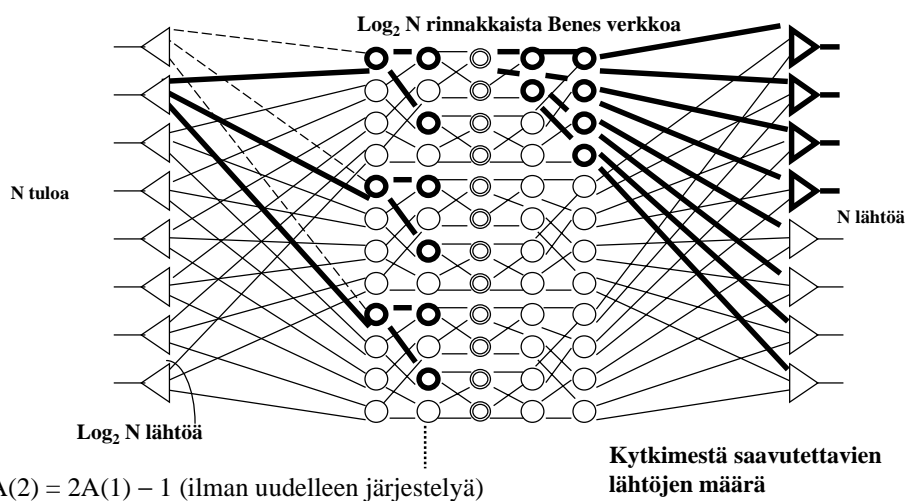 Log₂ N rinnakkaista Benes verkkoa
N tuloa
N lähtöä
Log₂ N lähtöä
Kytkimestä saavutettavien
lähtöjen määrä
A(2) = 2A(1) − 1 (ilman uudelleen järjestelyä)